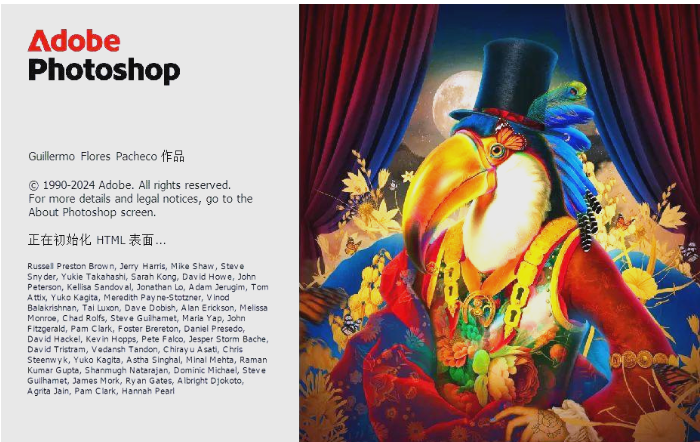 Adobe
Photoshop
Guillermo Flores Pacheco 作品
© 1990-2024 Adobe. All rights reserved.
For more details and legal notices, go to the
About Photoshop screen.
正在初始化 HTML 表面...
Russell Preston Brown, Jerry Harris, Mike Shaw, Steve
Snyder, Yukie Takahashi, Sarah Kong, David Howe, John
Peterson, Kellisa Sandoval, Jonathan Lo, Adam Jerugim, Tom
Attix, Yuko Kagita, Meredith Payne-Stotzner, Vinod
Balakrishnan, Tai Luxon, Dave Dobish, Alan Erickson, Melissa
Monroe, Chad Rolfs, Steve Guilhamet, Maria Yap, John
Fitzgerald, Pam Clark, Foster Brereton, Daniel Presedo,
David Hackel, Kevin Hopps, Pete Falco, Jesper Storm Bache,
David Tristram, Vedansh Tandon, Chirayu Asati, Chris
Steenwyk, Yuko Kagita, Astha Singhal, Minal Mehta, Raman
Kumar Gupta, Shanmugh Natarajan, Dominic Michael, Steve
Guilhamet, James Mork, Ryan Gates, Albright Djokoto,
Agrita Jain, Pam Clark, Hannah Pearl